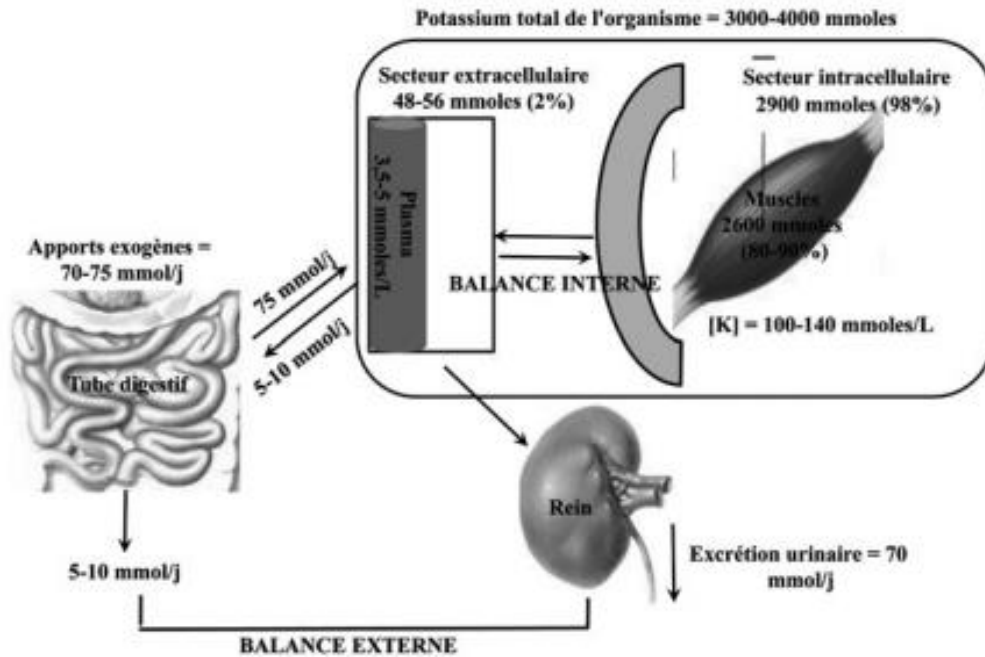 Potassium total de l'organisme = 3000-4000 mmoles
Secteur extracellulaire
48-56 mmoles (2%)
Secteur intracellulaire
2900 mmoles (98%)
Plasma
3,5-5 mmoles/L
Muscles
2600 mmoles
(80-90%)
Apports exogènes =
70-75 mmol/j
75 mmol/j
5-10 mmol/j
BALANCE INTERNE
[K] = 100-140 mmoles/L
Tube digestif
Rein
5-10 mmol/j
Excrétion urinaire = 70
mmol/j
BALANCE EXTERNE